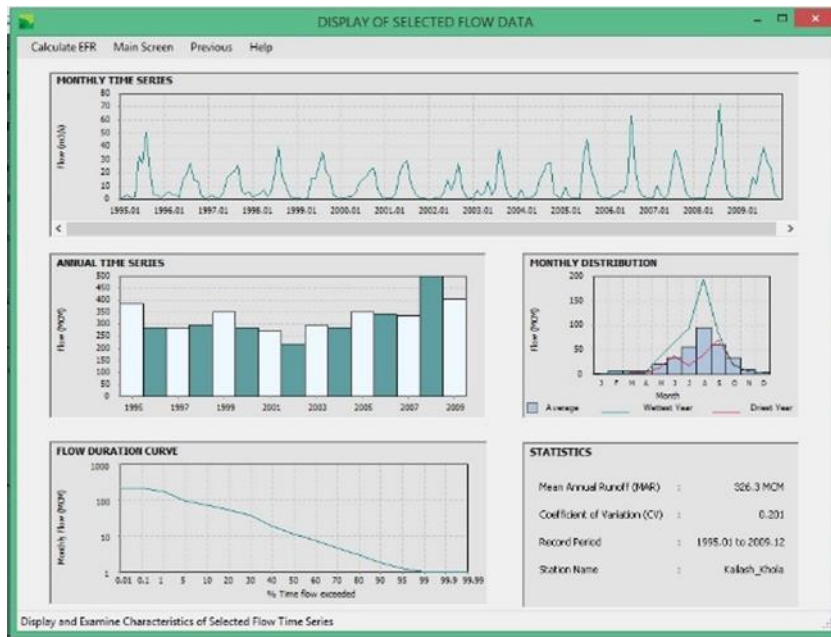 DISPLAY OF SELECTED FLOW DATA
Calculate EFR Main Screen Previous Help
MONTHLY TIME SERIES
Flow (m3/s)
80
70
60
50
40
30
20
10
0
1995.01 1996.01 1997.01 1998.01 1999.01 2000.01 2001.01 2002.01 2003.01 2004.01 2005.01 2006.01 2007.01 2008.01 2009.01
ANNUAL TIME SERIES
Flow (MCM)
500
450
400
350
300
250
200
150
100
50
0
1995 1997 1999 2001 2003 2005 2007 2009
MONTHLY DISTRIBUTION
Flow (MCM)
200
150
100
50
0
J F M A M J J A S O N D
Month
Average Wettest Year Driest Year
FLOW DURATION CURVE
Monthly Flow (MCM)
1000
100
10
1
0.01 0.1 1 5 10 20 30 40 50 60 70 80 90 95 99 99.9 99.99
% Time flow exceeded
STATISTICS
Mean Annual Runoff (MAR) : 326.3 MCM
Coefficient of Variation (CV) : 0.201
Record Period : 1995.01 to 2009.12
Station Name : Kailash_Khola
Display and Examine Characteristics of Selected Flow Time Series